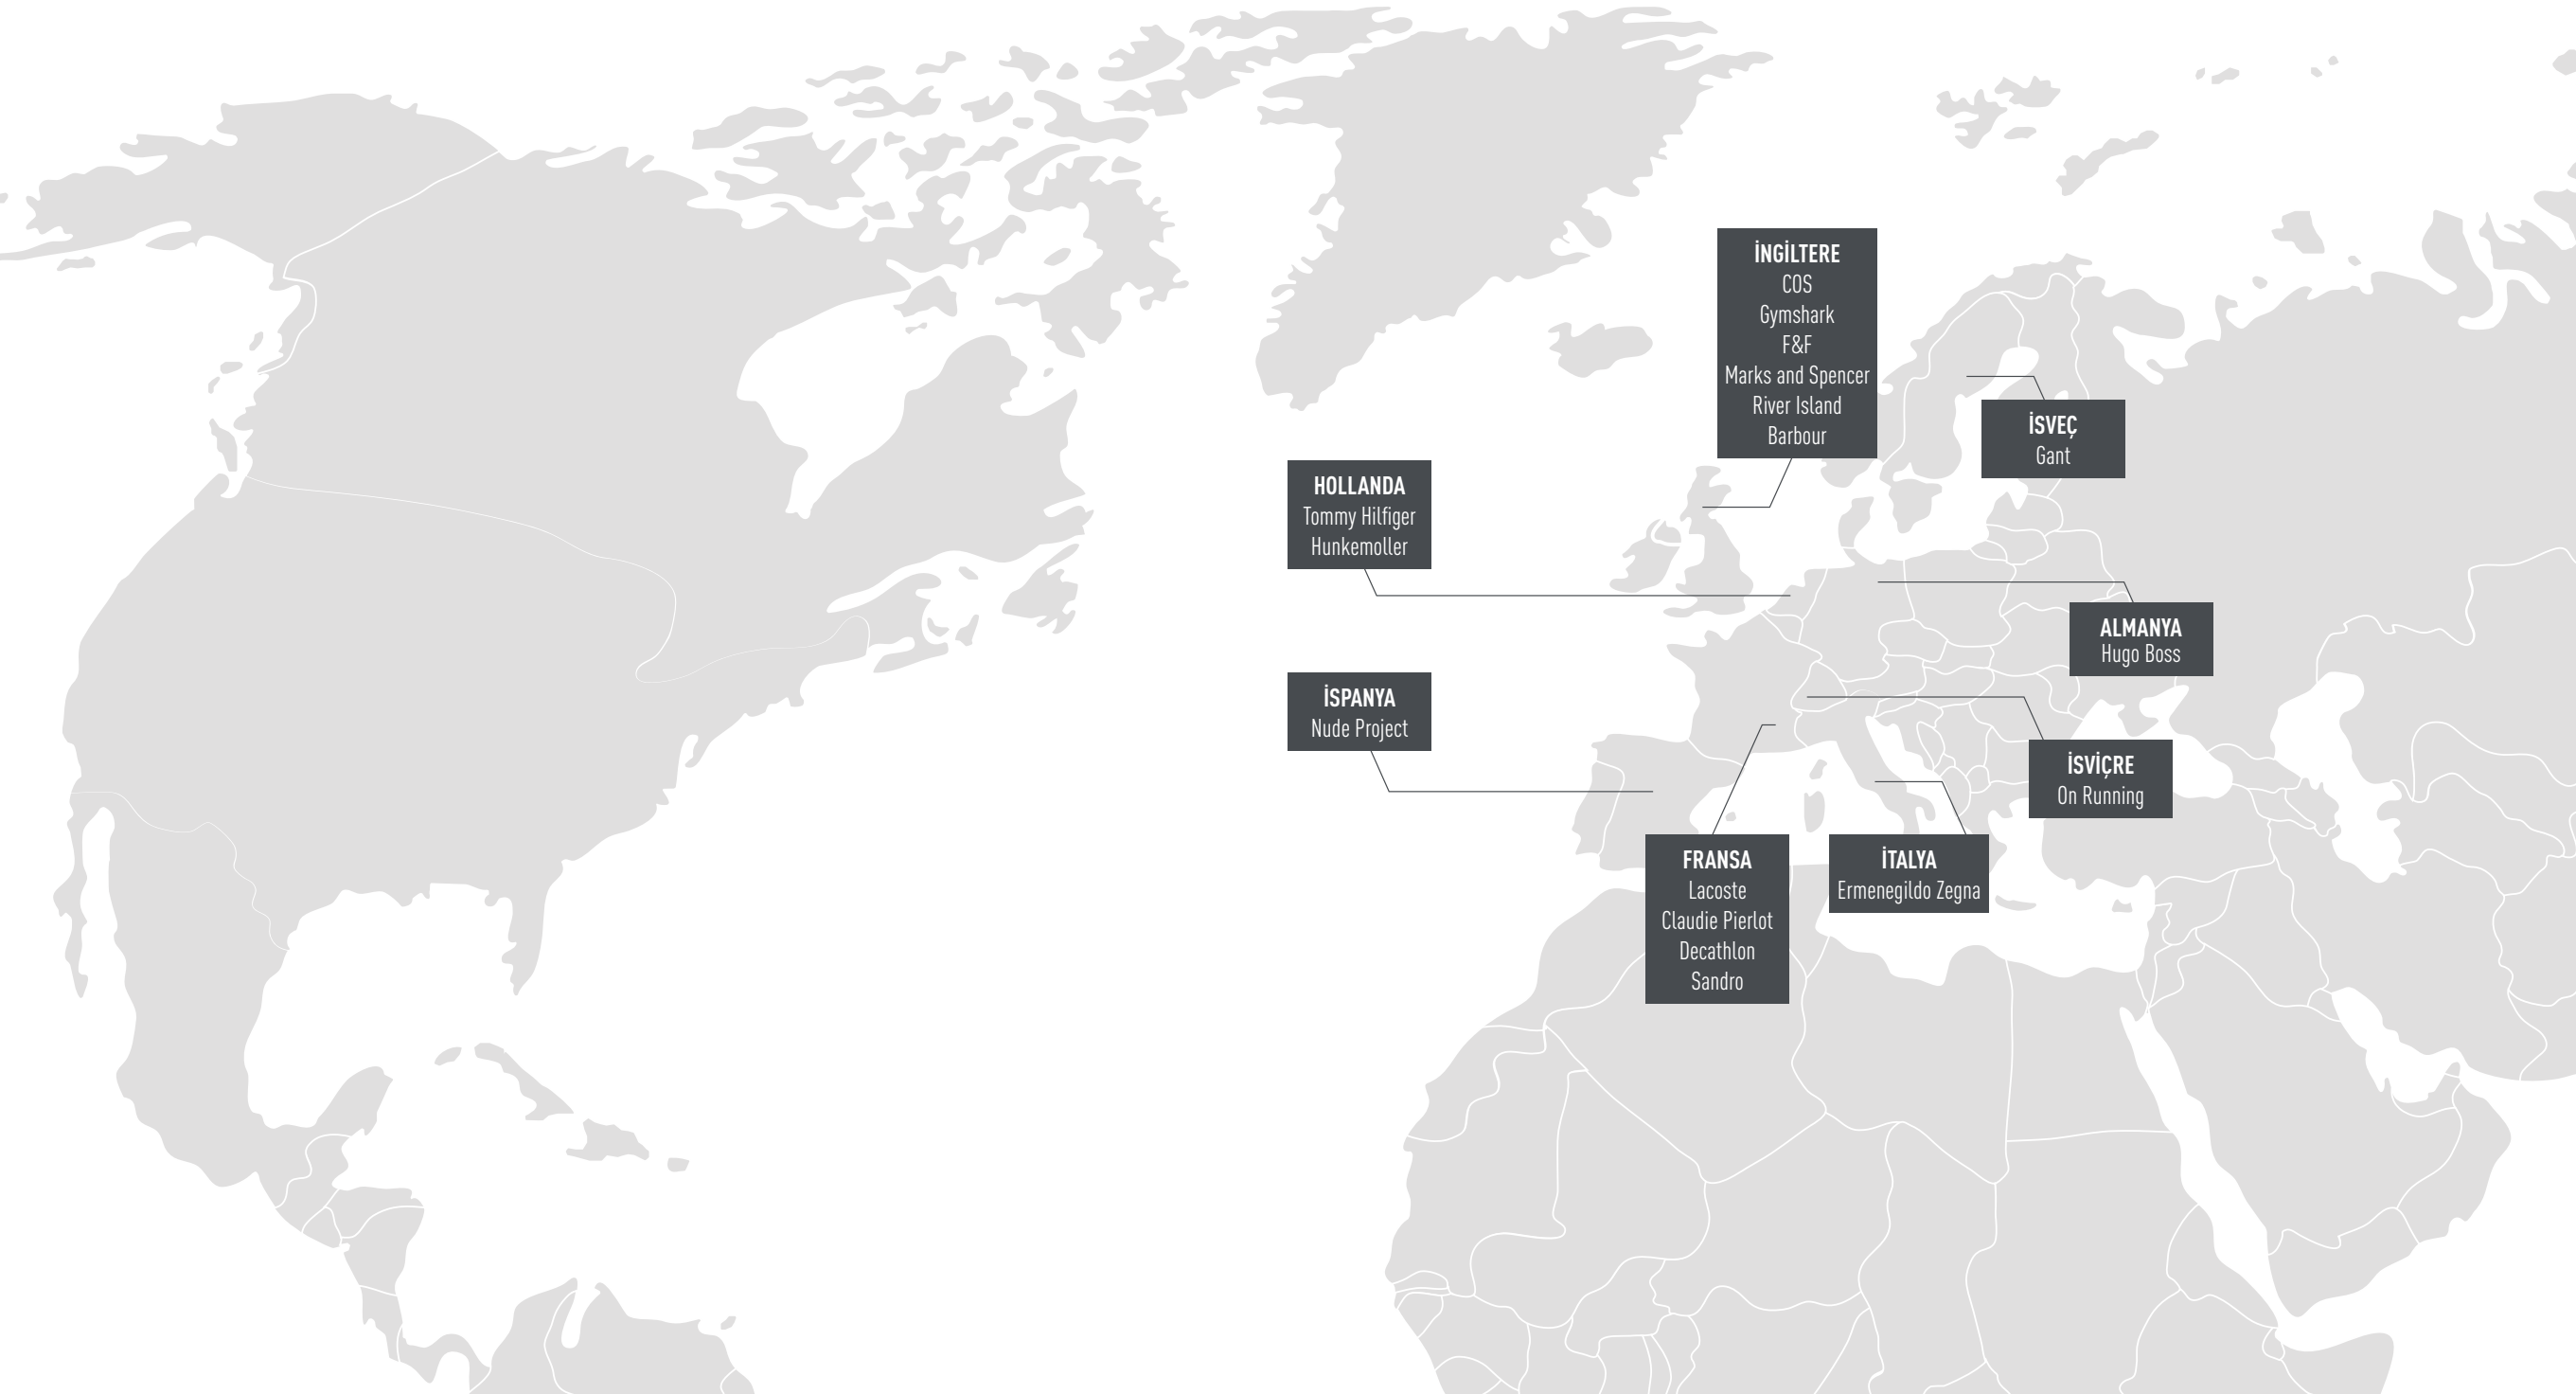 İNGİLTERE
COS
Gymshark
F&F
Marks and Spencer
River Island
Barbour
İSVEÇ
Gant
HOLLANDA
Tommy Hilfiger
Hunkemoller
ALMANYA
Hugo Boss
İSPANYA
Nude Project
İSVİÇRE
On Running
FRANSA
Lacoste
Claudie Pierlot
Decathlon
Sandro
İTALYA
Ermenegildo Zegna